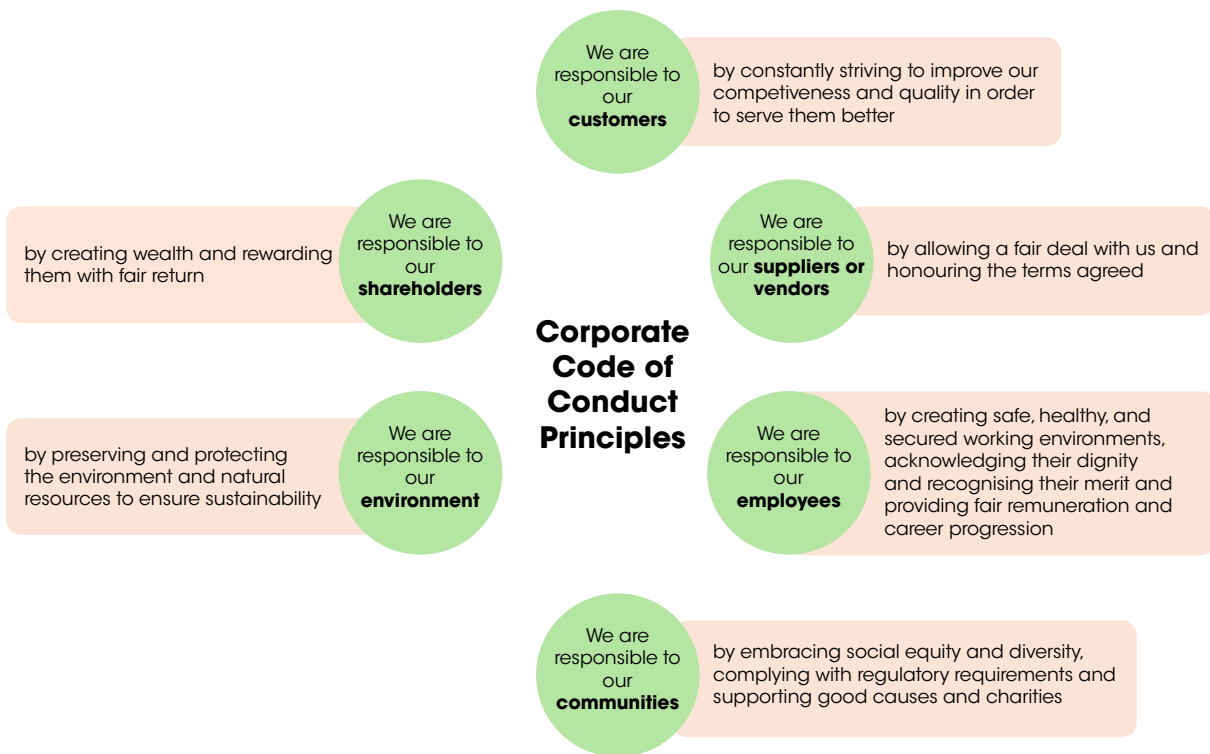 We are
responsible to
our
customers
by constantly striving to improve our
competiveness and quality in order
to serve them better
We are
responsible to
our
shareholders
by creating wealth and rewarding
them with fair return
We are
responsible to
our suppliers or
vendors
by allowing a fair deal with us and
honouring the terms agreed
Corporate
Code of
Conduct
Principles
We are
responsible to
our
environment
by preserving and protecting
the environment and natural
resources to ensure sustainability
We are
responsible to
our
employees
by creating safe, healthy, and
secured working environments,
acknowledging their dignity
and recognising their merit and
providing fair remuneration and
career progression
We are
responsible to
our
communities
by embracing social equity and diversity,
complying with regulatory requirements and
supporting good causes and charities